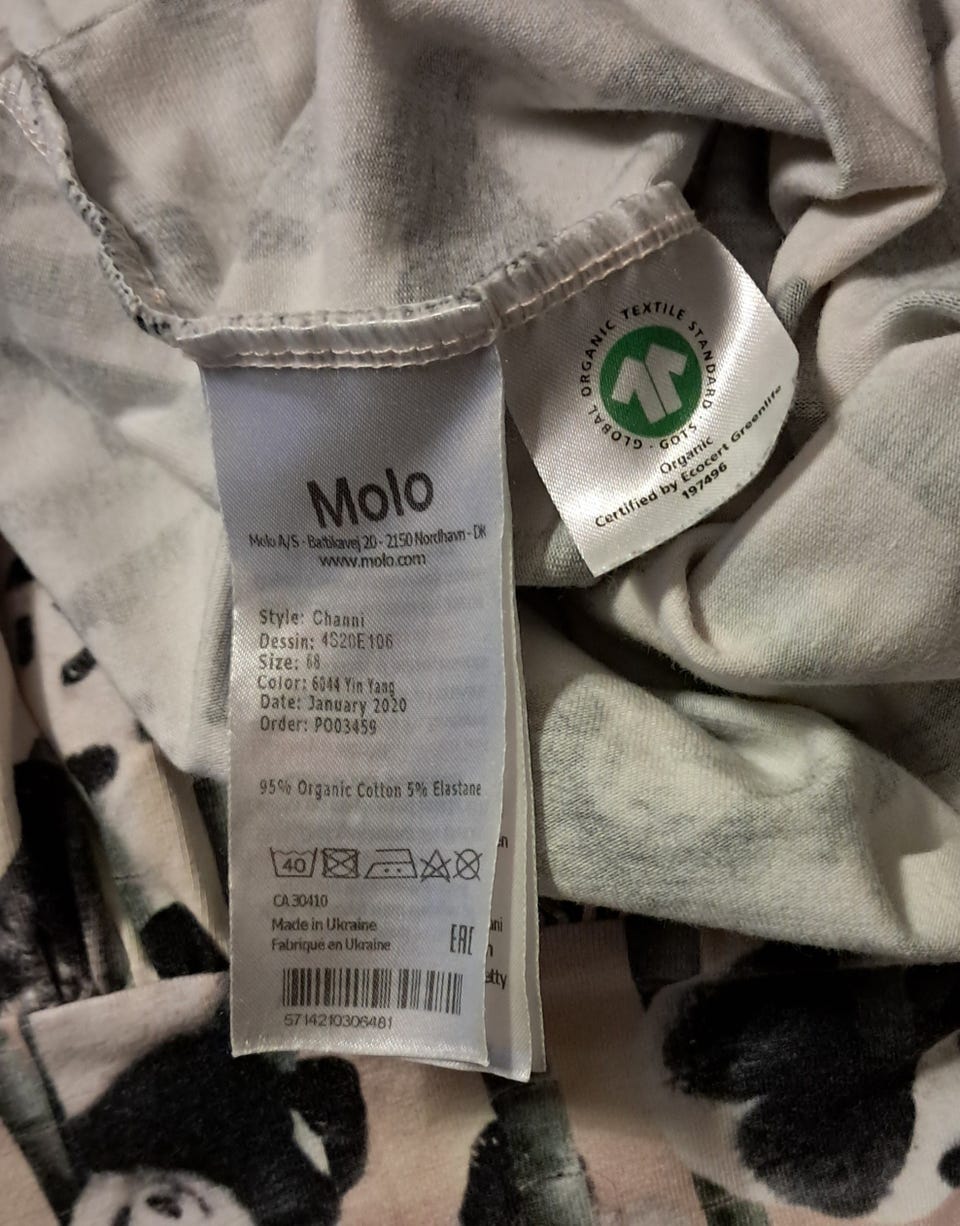 Molo
Molo A/S - Baltikavej 20 - 2150 Nordhavn - DK
www.molo.com
Style: Channi
Dessin: 4S20E106
Size: 68
Color: 6044 Yin Yang
Date: January 2020
Order: PO03459
95% Organic Cotton 5% Elastane
40
CA 30410
Made in Ukraine
Fabriqué en Ukraine
EAC
5714210306481
GLOBAL ORGANIC TEXTILE STANDARD · GOTS ·
Organic
Certified by Ecocert Greenlife
197496